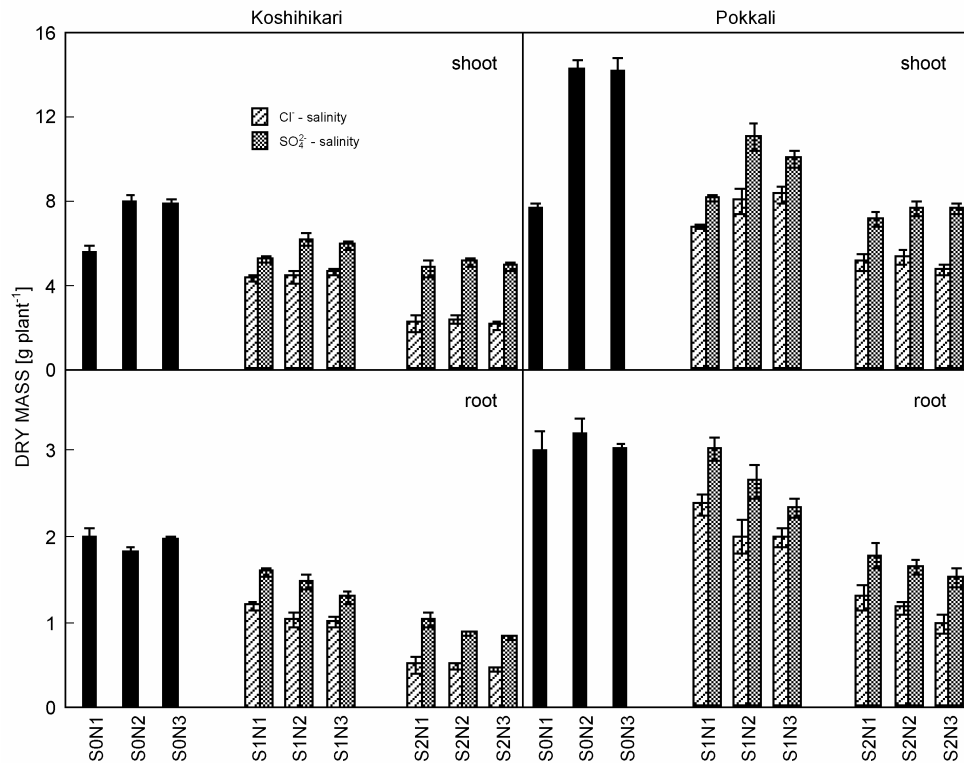 Koshihikari Pokkali
16 shoot shoot
12
Cl⁻ - salinity
SO₄²⁻ - salinity
8
4
0
DRY MASS [g plant⁻¹]
root root
3
2
1
0
S0N1 S0N2 S0N3 S1N1 S1N2 S1N3 S2N1 S2N2 S2N3 S0N1 S0N2 S0N3 S1N1 S1N2 S1N3 S2N1 S2N2 S2N3